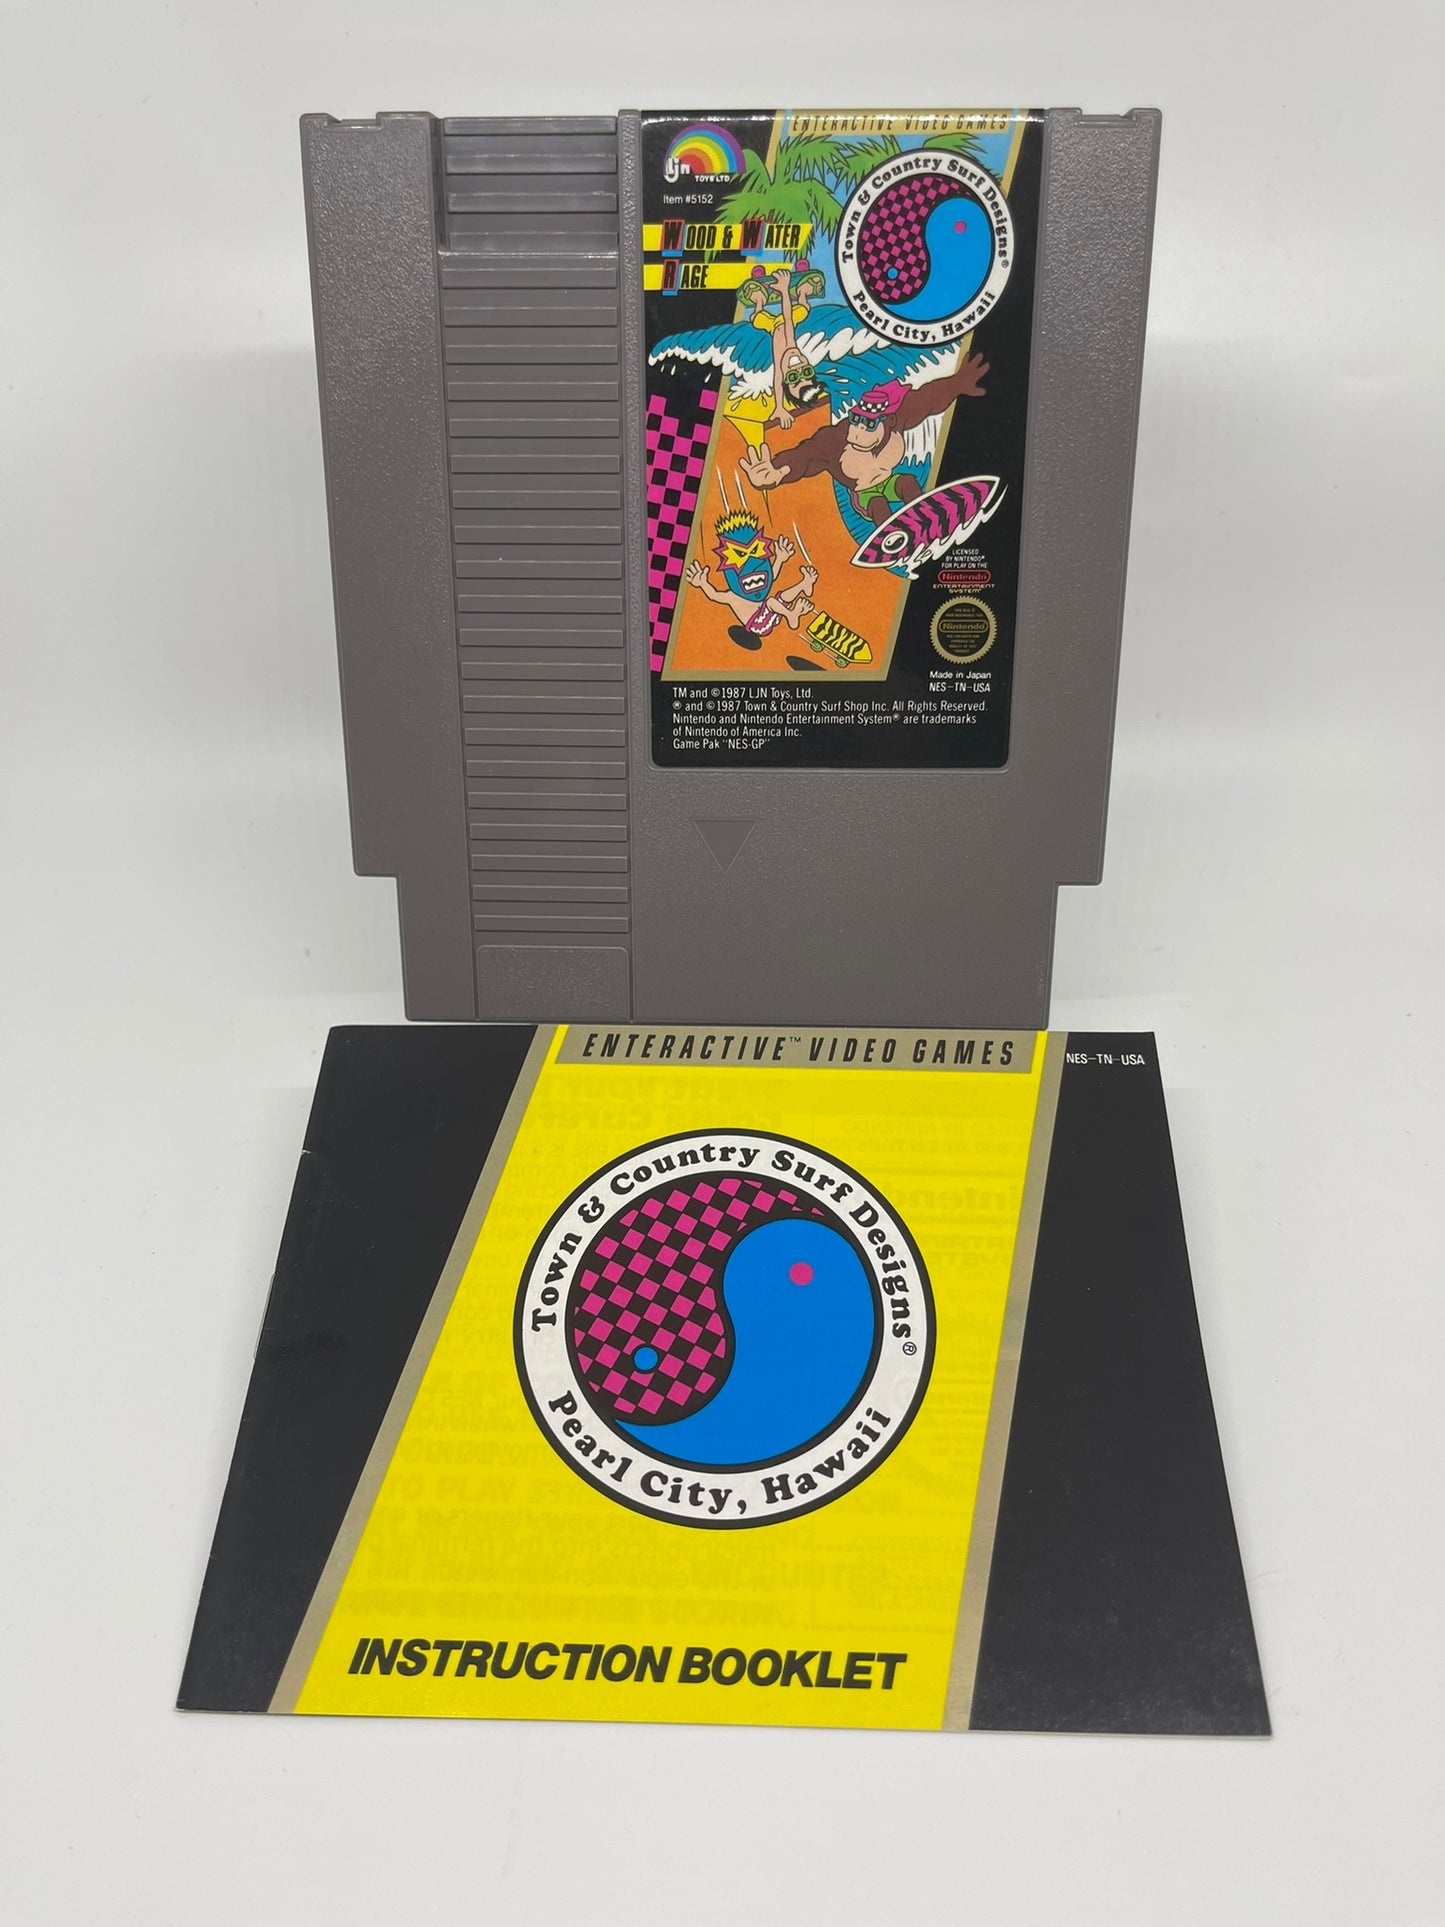 ENTERACTIVE VIDEO GAMES
LJN
TOYS LTD.
Item #5152
Town & Country Surf Designs®
Pearl City, Hawaii
WOOD & WATER
RAGE
LICENSED
BY NINTENDO®
FOR PLAY ON THE
Nintendo
ENTERTAINMENT
SYSTEM®
Nintendo
Made in Japan
NES-TN-USA
TM and ©1987 LJN Toys, Ltd.
® and ©1987 Town & Country Surf Shop Inc. All Rights Reserved.
Nintendo and Nintendo Entertainment System® are trademarks
of Nintendo of America Inc.
Game Pak "NES-GP"
ENTERACTIVE™ VIDEO GAMES
NES-TN-USA
Town & Country Surf Designs®
Pearl City, Hawaii
INSTRUCTION BOOKLET